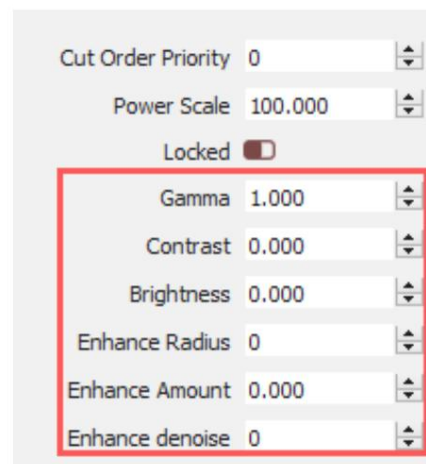 Cut Order Priority 0
Power Scale 100.000
Locked
Gamma 1.000
Contrast 0.000
Brightness 0.000
Enhance Radius 0
Enhance Amount 0.000
Enhance denoise 0